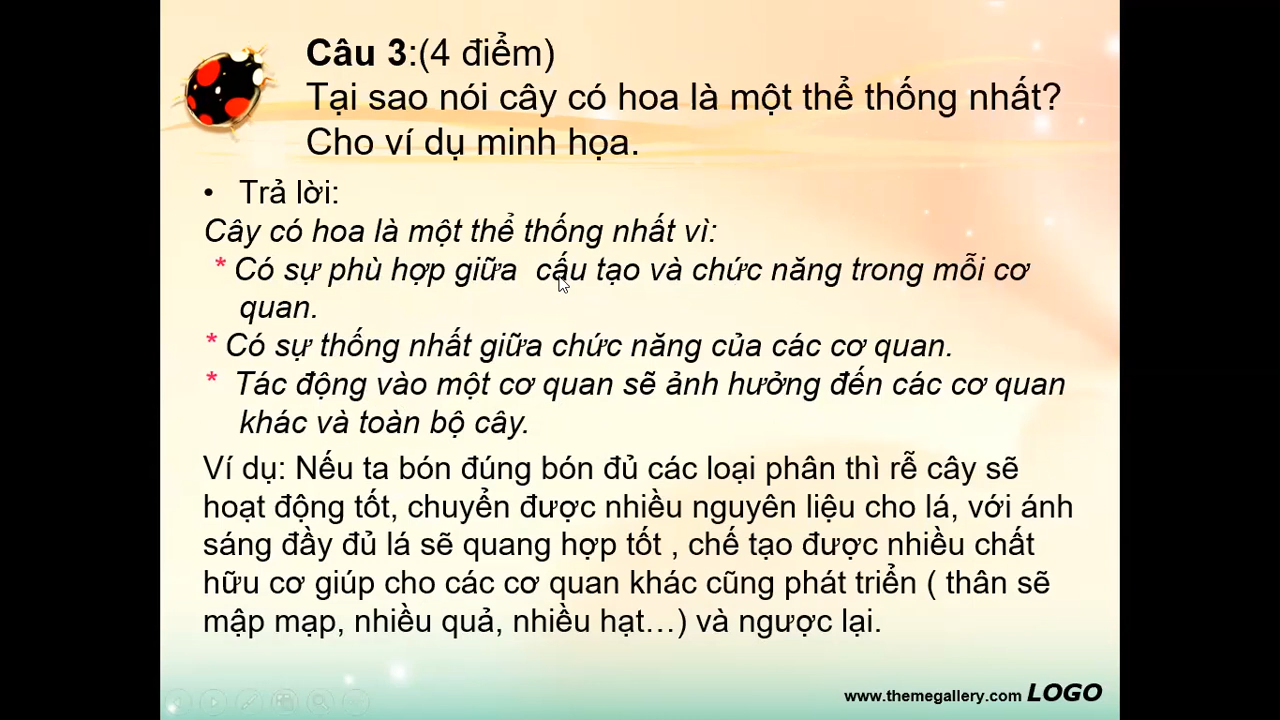 Câu 3:(4 điểm)
Tại sao nói cây có hoa là một thể thống nhất?
Cho ví dụ minh họa.
• Trả lời:
Cây có hoa là một thể thống nhất vì:
* Có sự phù hợp giữa cấu tạo và chức năng trong mỗi cơ
quan.
* Có sự thống nhất giữa chức năng của các cơ quan.
* Tác động vào một cơ quan sẽ ảnh hưởng đến các cơ quan
khác và toàn bộ cây.
Ví dụ: Nếu ta bón đúng bón đủ các loại phân thì rễ cây sẽ
hoạt động tốt, chuyển được nhiều nguyên liệu cho lá, với ánh
sáng đầy đủ lá sẽ quang hợp tốt , chế tạo được nhiều chất
hữu cơ giúp cho các cơ quan khác cũng phát triển ( thân sẽ
mập mạp, nhiều quả, nhiều hạt…) và ngược lại.
www.themegallery.com LOGO